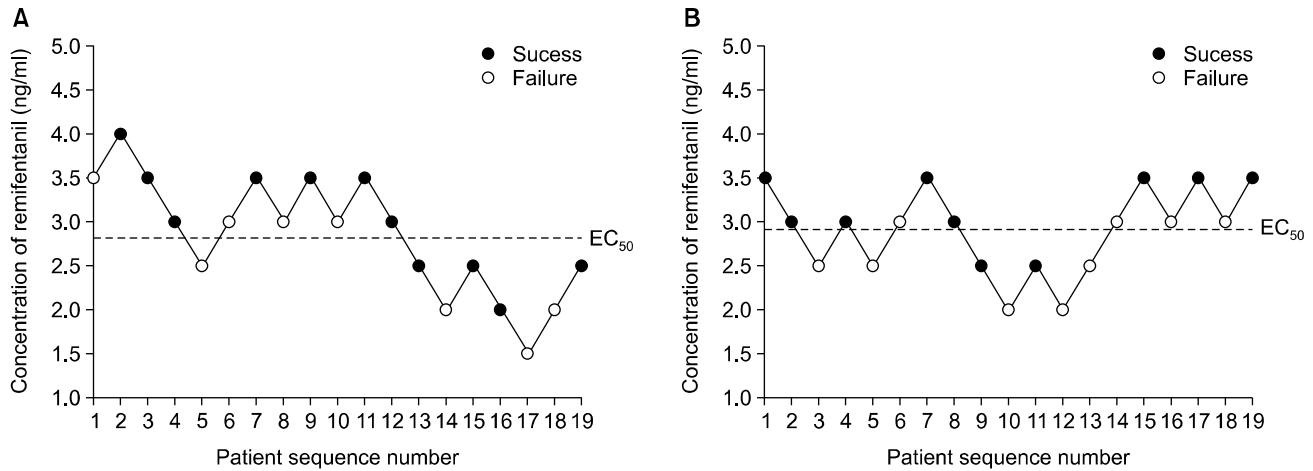 A
Concentration of remifentanil (ng/ml)
5.0
4.5
4.0
3.5
3.0
2.5
2.0
1.5
1.0
Sucess
Failure
EC50
1 2 3 4 5 6 7 8 9 10 11 12 13 14 15 16 17 18 19
Patient sequence number
B
Concentration of remifentanil (ng/ml)
5.0
4.5
4.0
3.5
3.0
2.5
2.0
1.5
1.0
Sucess
Failure
EC50
1 2 3 4 5 6 7 8 9 10 11 12 13 14 15 16 17 18 19
Patient sequence number